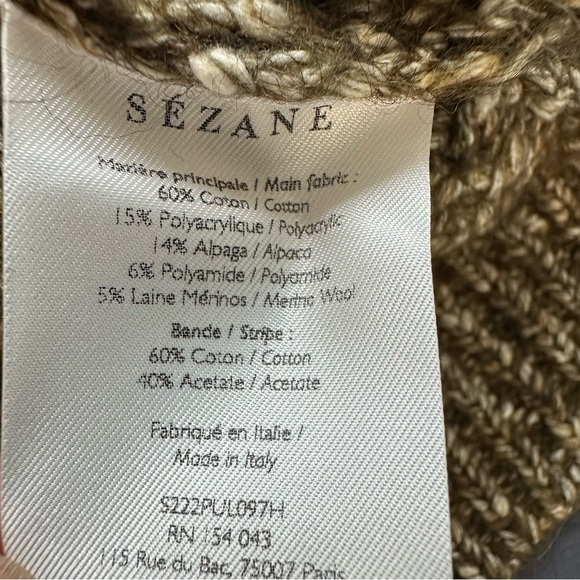 SÉZANE
Matière principale / Main fabric :
60% Coton / Cotton
15% Polyacrylique / Polyacrylic
14% Alpaga / Alpaca
6% Polyamide / Polyamide
5% Laine Mérinos / Merino Wool
Bande / Stripe :
60% Coton / Cotton
40% Acetate / Acetate
Fabriqué en Italie /
Made in Italy
S222PUL097H
RN 154 043
115 Rue du Bac, 75007 Paris